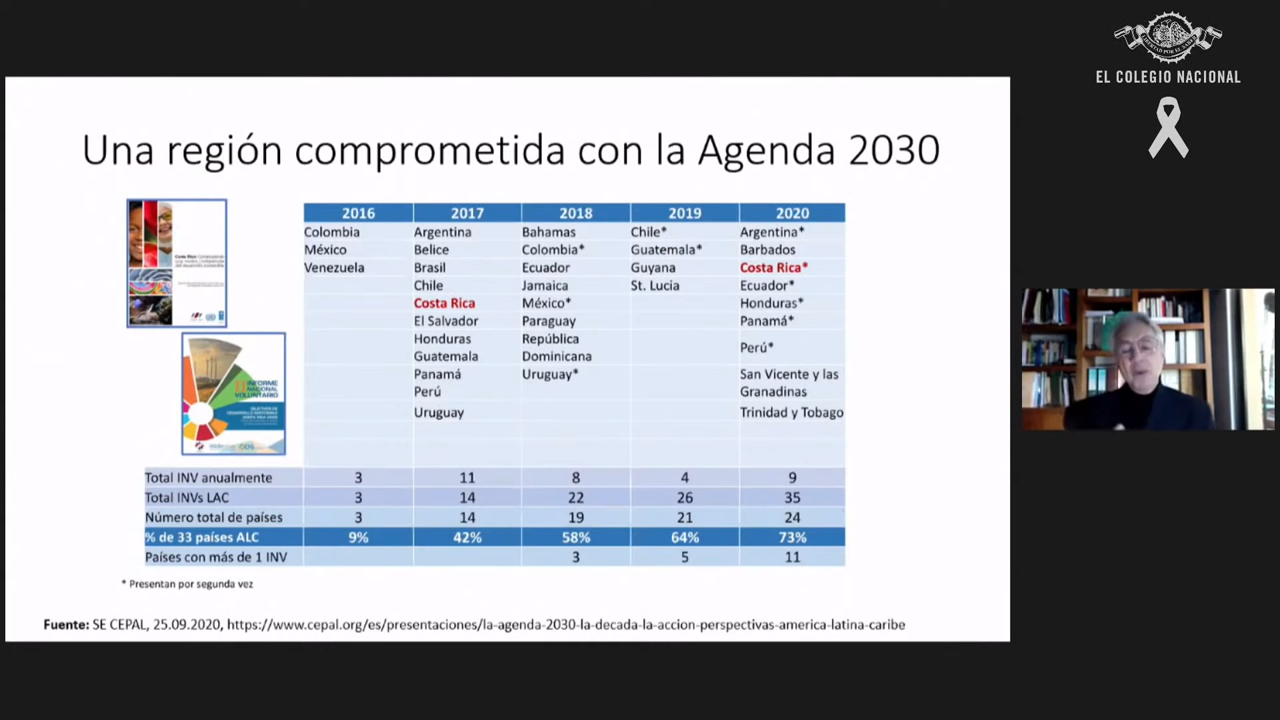 EL COLEGIO NACIONAL
Una región comprometida con la Agenda 2030
2016 2017 2018 2019 2020
Colombia Argentina Bahamas Chile* Argentina*
México Belice Colombia* Guatemala* Barbados
Venezuela Brasil Ecuador Guyana Costa Rica*
Chile Jamaica St. Lucia Ecuador*
Costa Rica México* Honduras*
El Salvador Paraguay Panamá*
Honduras República
Guatemala Dominicana Perú*
Panamá Uruguay* San Vicente y las
Perú Granadinas
Uruguay Trinidad y Tobago
INFORME
NACIONAL
VOLUNTARIO
Total INV anualmente 3 11 8 4 9
Total INVs LAC 3 14 22 26 35
Número total de países 3 14 19 21 24
% de 33 países ALC 9% 42% 58% 64% 73%
Países con más de 1 INV 3 5 11
* Presentan por segunda vez
Fuente: SE CEPAL, 25.09.2020, https://www.cepal.org/es/presentaciones/la-agenda-2030-la-decada-la-accion-perspectivas-america-latina-caribe